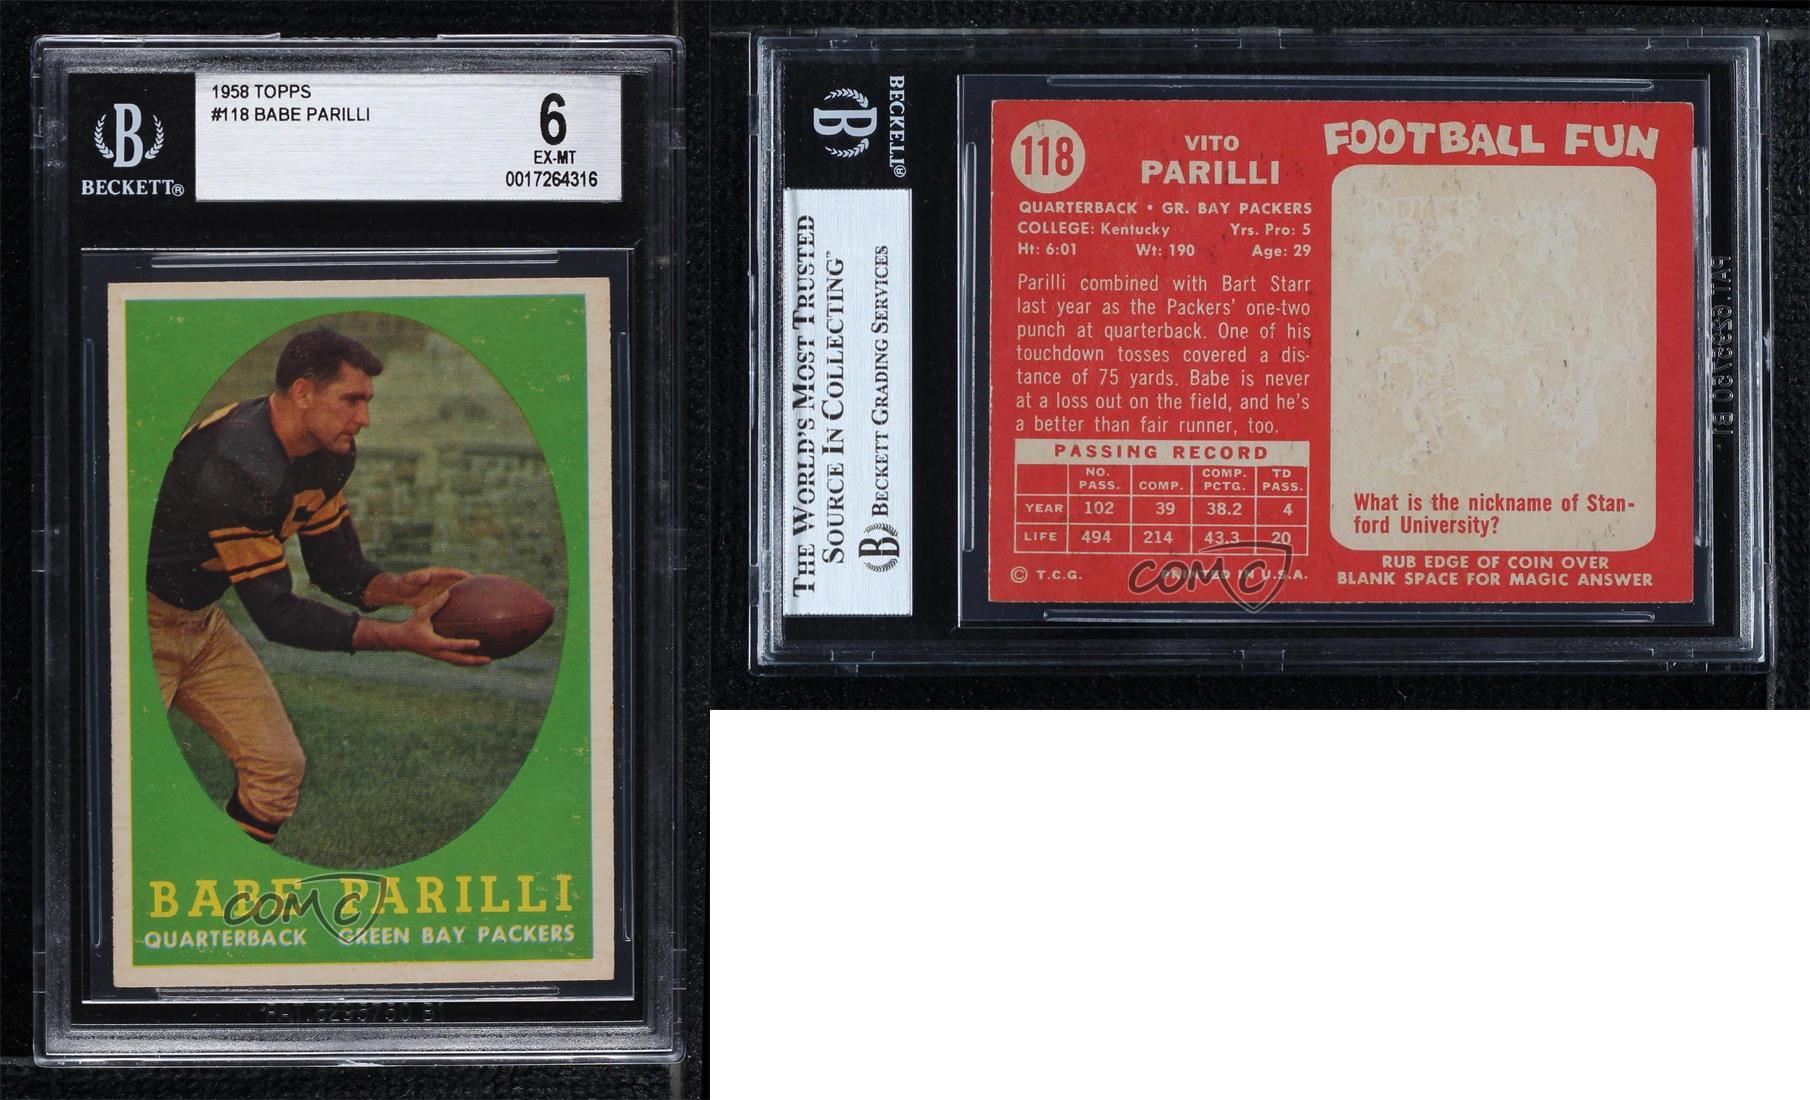 1958 TOPPS
#118 BABE PARILLI
6
EX-MT
0017264316
B
BECKETT®
BABE PARILLI
QUARTERBACK GREEN BAY PACKERS
COMC
BECKETT®
B
THE WORLD'S MOST TRUSTED
SOURCE IN COLLECTING™
B BECKETT GRADING SERVICES
118
VITO
PARILLI
QUARTERBACK • GR. BAY PACKERS
COLLEGE: Kentucky Yrs. Pro: 5
Ht: 6:01 Wt: 190 Age: 29
Parilli combined with Bart Starr
last year as the Packers' one-two
punch at quarterback. One of his
touchdown tosses covered a dis-
tance of 75 yards. Babe is never
at a loss out on the field, and he's
a better than fair runner, too.
PASSING RECORD
NO. PASS. COMP. COMP. PCTG. TD PASS.
YEAR 102 39 38.2 4
LIFE 494 214 43.3 20
© T.C.G. PRINTED IN U.S.A.
COMC
FOOTBALL FUN
What is the nickname of Stan-
ford University?
RUB EDGE OF COIN OVER
BLANK SPACE FOR MAGIC ANSWER